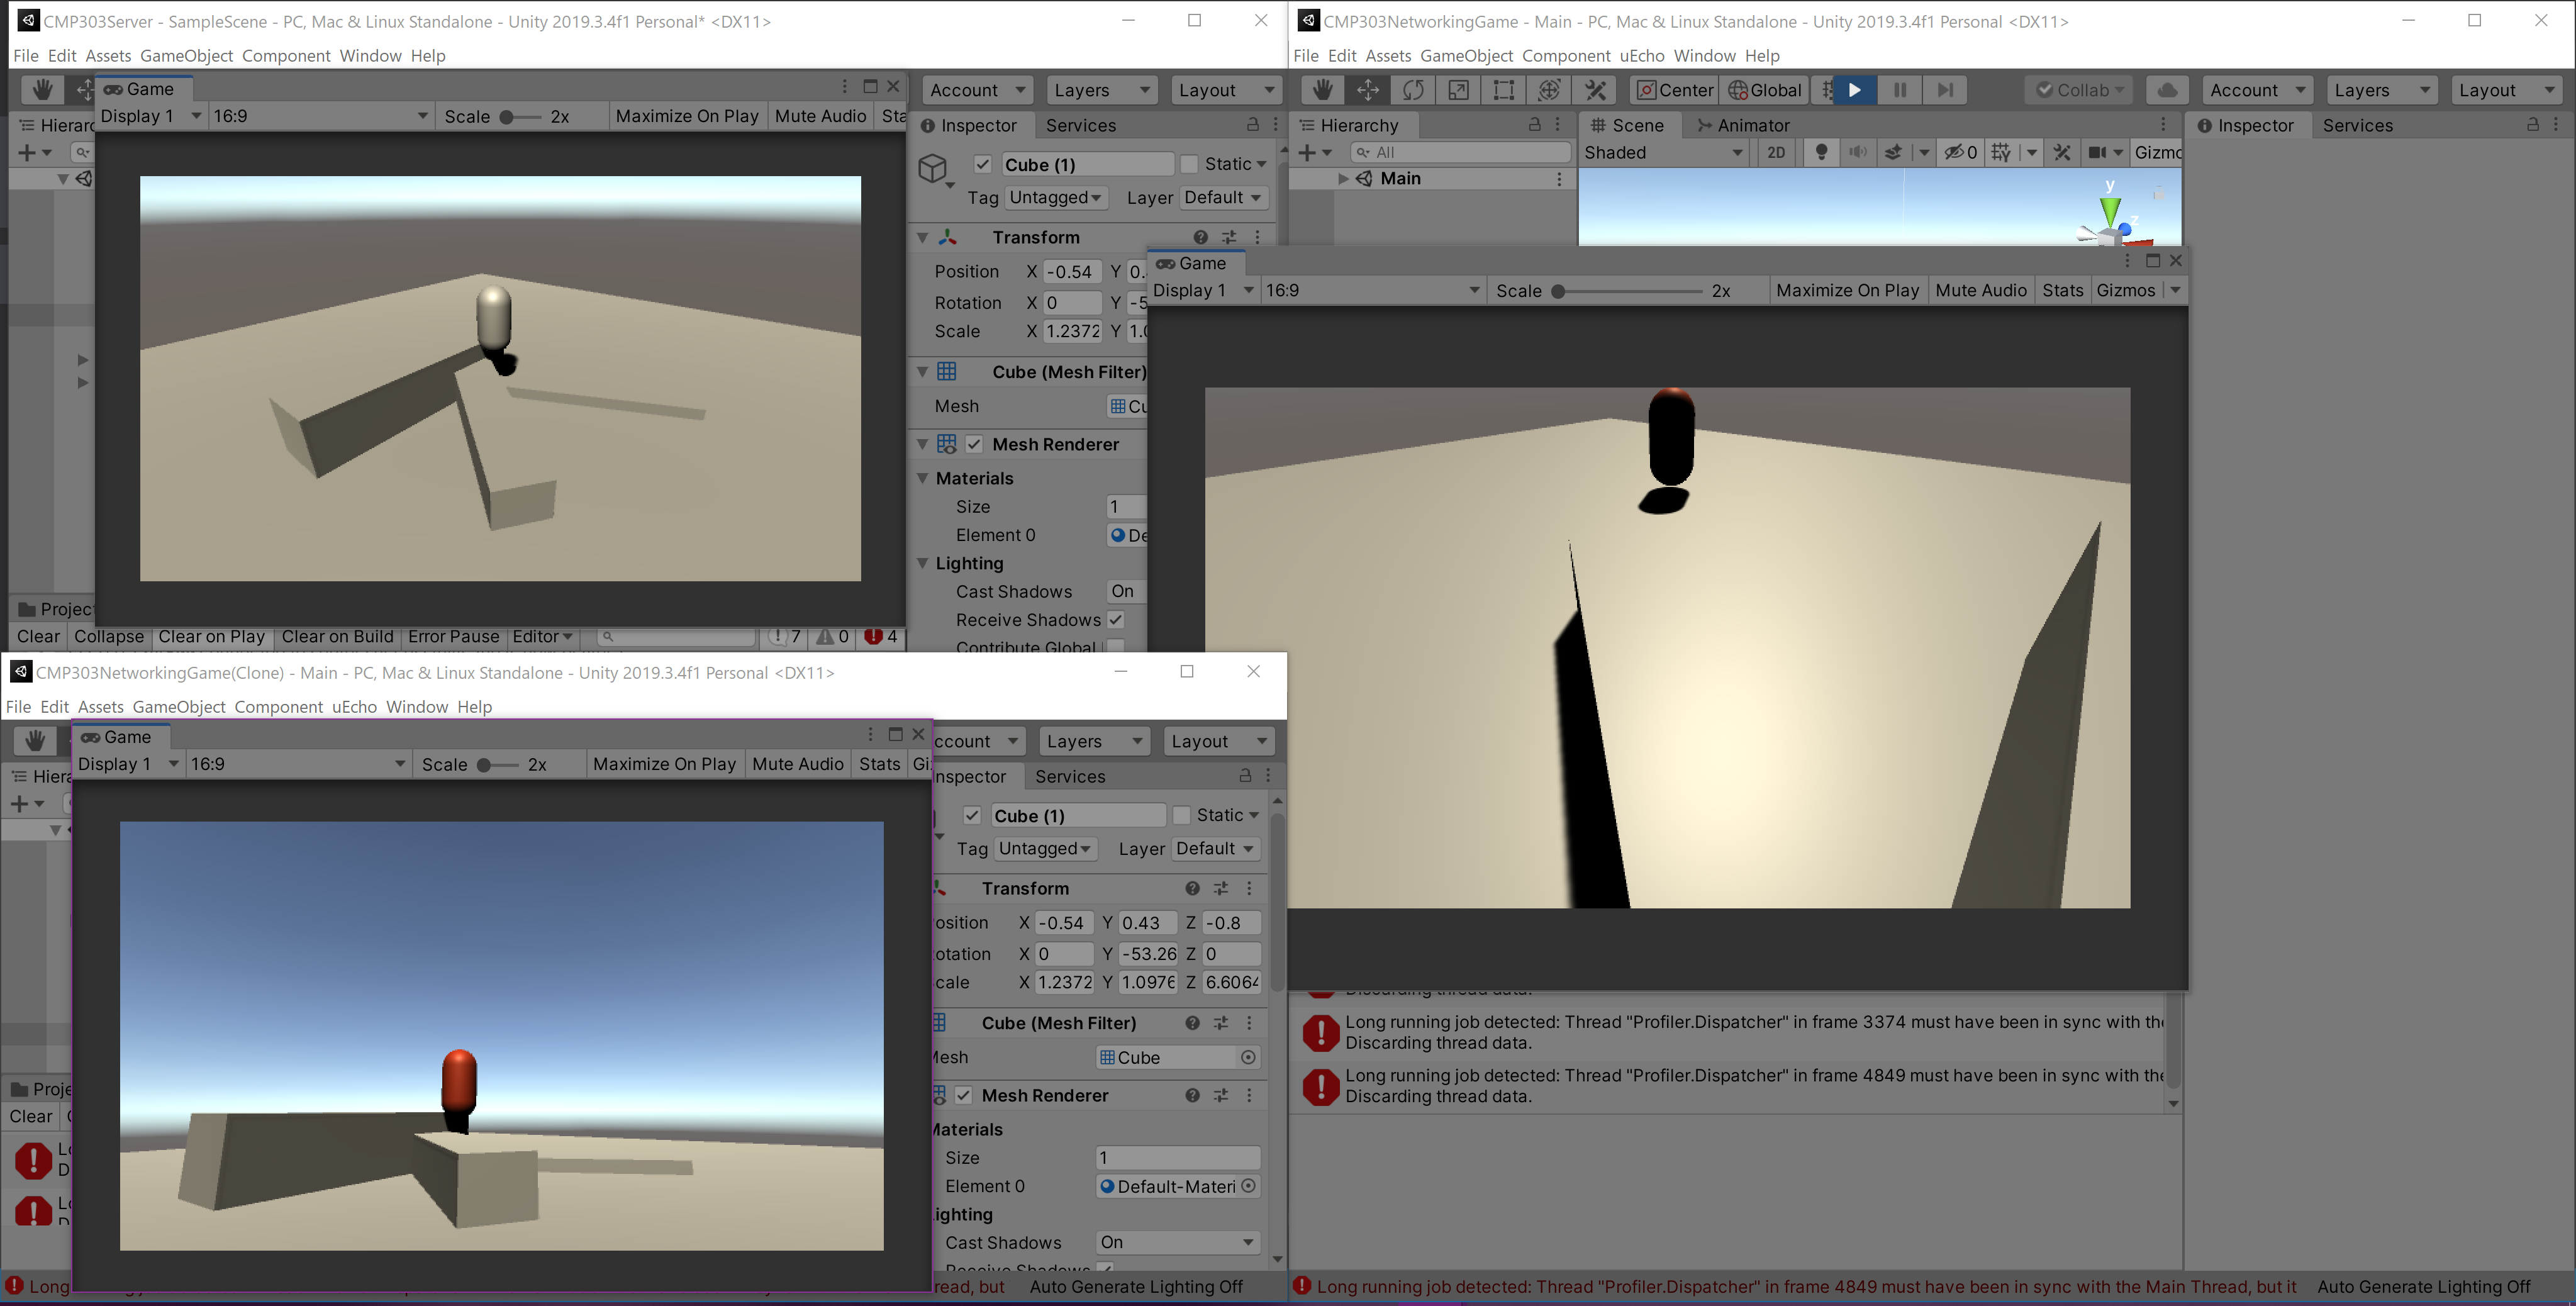 CMP303Server - SampleScene - PC, Mac & Linux Standalone - Unity 2019.3.4f1 Personal* <DX11>
File Edit Assets GameObject Component Window Help
Game
Display 1 16:9 Scale 2x Maximize On Play Mute Audio Sta
Account Layers Layout
Hierarc
Inspector Services
Cube (1) Static
Tag Untagged Layer Default
Transform
Position X -0.54 Y 0.
Rotation X 0 Y -5
Scale X 1.2372 Y 1.0
Cube (Mesh Filter)
Mesh Cu
Mesh Renderer
Materials
Size 1
Element 0 De
Lighting
Cast Shadows On
Receive Shadows
Contribute Global
Project
Clear Collapse Clear on Play Clear on Build Error Pause Editor 7 0 4
CMP303NetworkingGame - Main - PC, Mac & Linux Standalone - Unity 2019.3.4f1 Personal <DX11>
File Edit Assets GameObject Component uEcho Window Help
Center Global Collab Account Layers Layout
Hierarchy
All
Main
Scene Animator
Shaded 2D 0 Gizmo
y
z
Inspector Services
Game
Display 1 16:9 Scale 2x Maximize On Play Mute Audio Stats Gizmos
Discarding thread data.
Long running job detected: Thread "Profiler.Dispatcher" in frame 3374 must have been in sync with the
Discarding thread data.
Long running job detected: Thread "Profiler.Dispatcher" in frame 4849 must have been in sync with the
Discarding thread data.
Long running job detected: Thread "Profiler.Dispatcher" in frame 4849 must have been in sync with the Main Thread, but it Auto Generate Lighting Off
CMP303NetworkingGame(Clone) - Main - PC, Mac & Linux Standalone - Unity 2019.3.4f1 Personal <DX11>
File Edit Assets GameObject Component uEcho Window Help
Game
Display 1 16:9 Scale 2x Maximize On Play Mute Audio Stats Gi
ccount Layers Layout
Hiera
nspector Services
Cube (1) Static
Tag Untagged Layer Default
Transform
osition X -0.54 Y 0.43 Z -0.8
otation X 0 Y -53.26 Z 0
cale X 1.2372 Y 1.0976 Z 6.6064
Cube (Mesh Filter)
Mesh Cube
Mesh Renderer
Materials
Size 1
Element 0 Default-Materi
ighting
Cast Shadows On
Receive Shadows
Proje
Clear
Lo
D
Lo
D
Long read, but Auto Generate Lighting Off